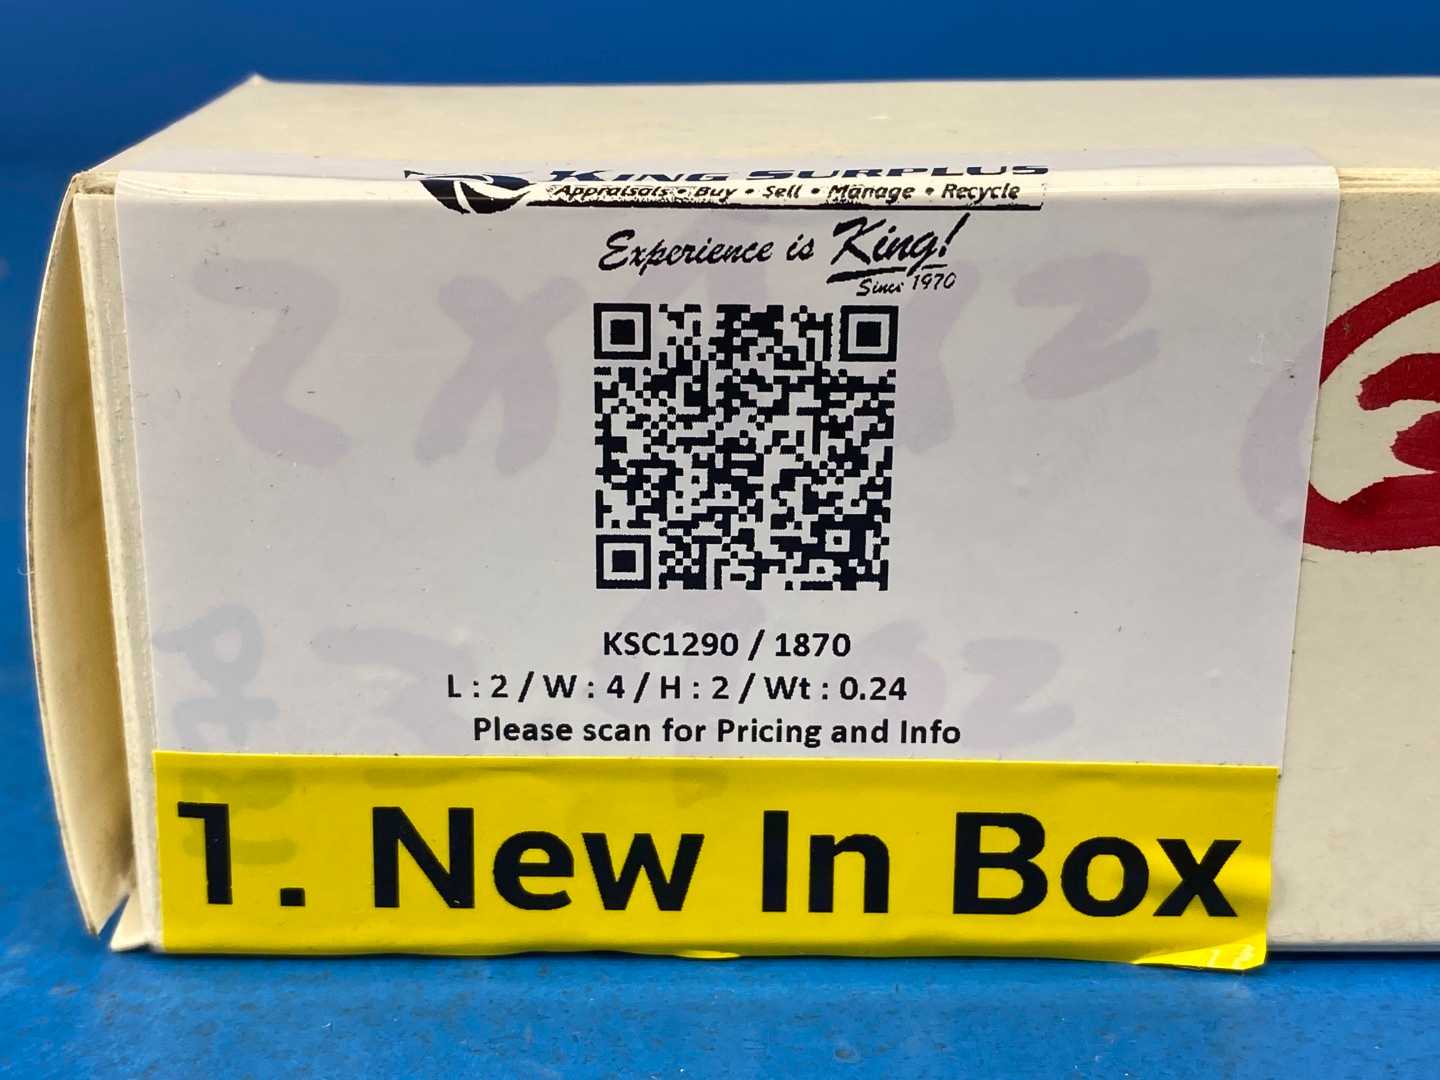 KING SURPLUS
Appraisals • Buy • Sell • Manage • Recycle
Experience is King!
Since 1970
KSC1290 / 1870
L : 2 / W : 4 / H : 2 / Wt : 0.24
Please scan for Pricing and Info
1. New In Box